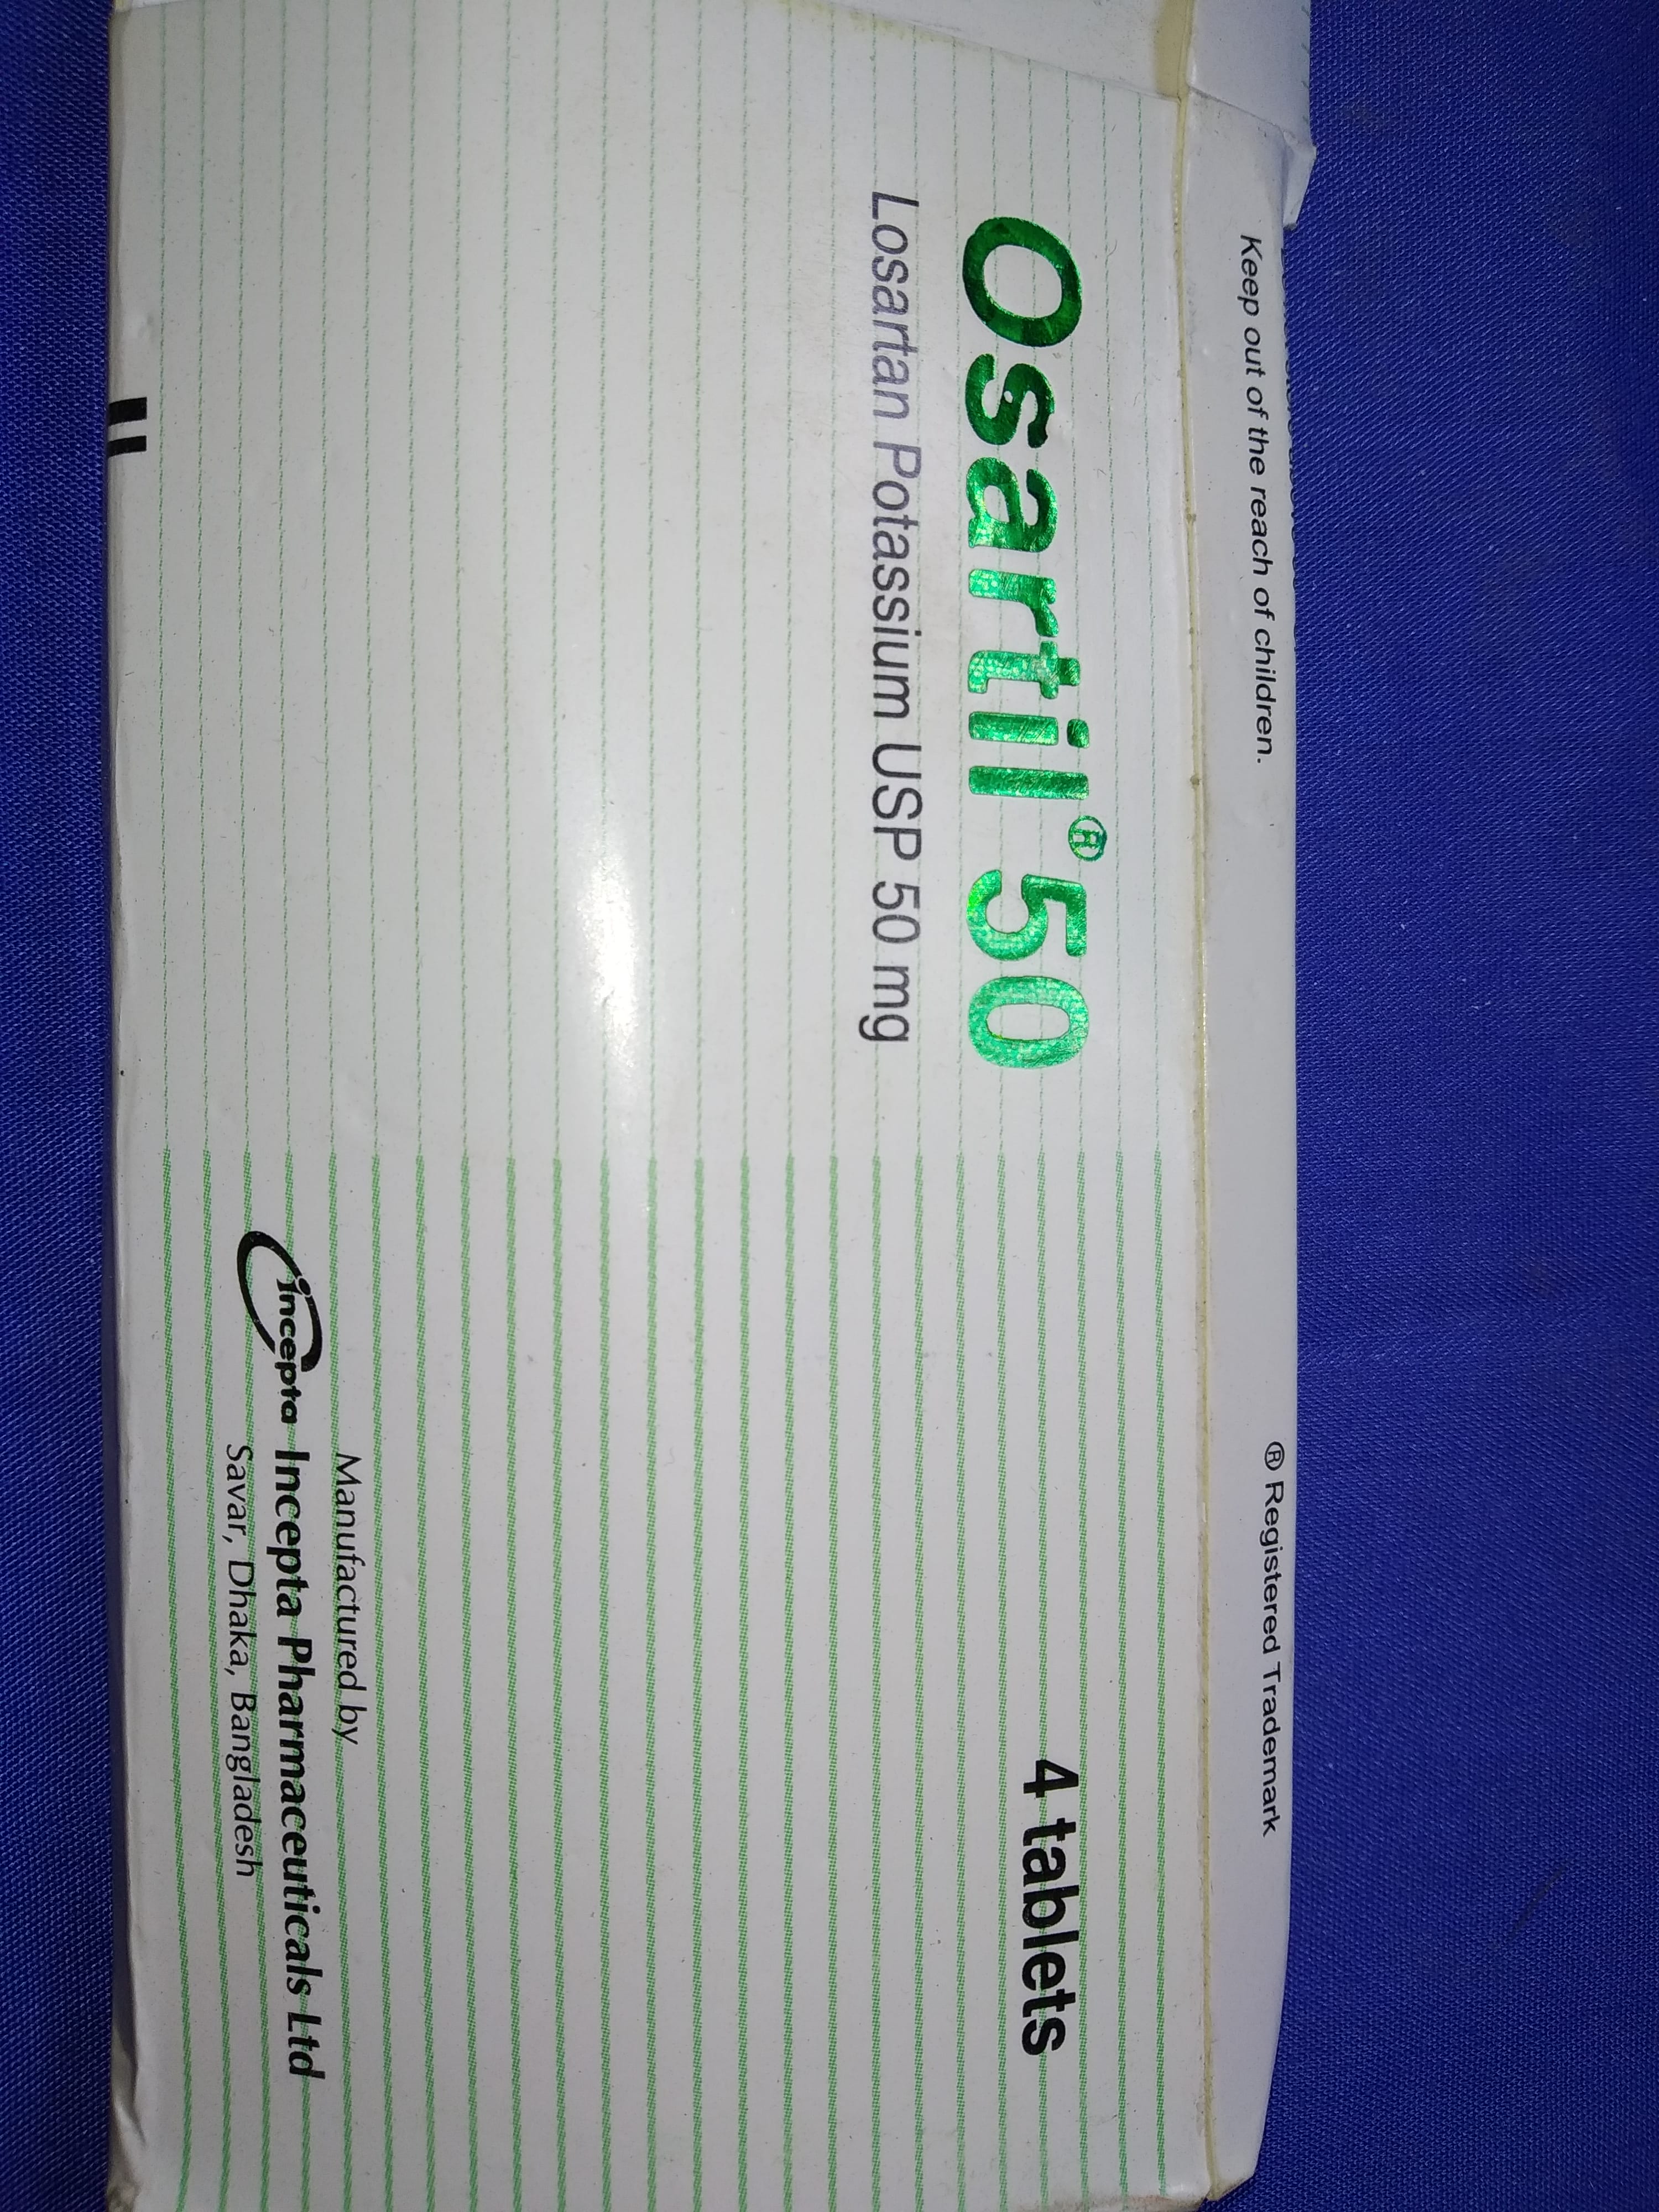 Keep out of the reach of children.
® Registered Trademark
Osartil® 50
4 tablets
Losartan Potassium USP 50 mg
Manufactured by
incepta Incepta Pharmaceuticals Ltd
Savar, Dhaka, Bangladesh